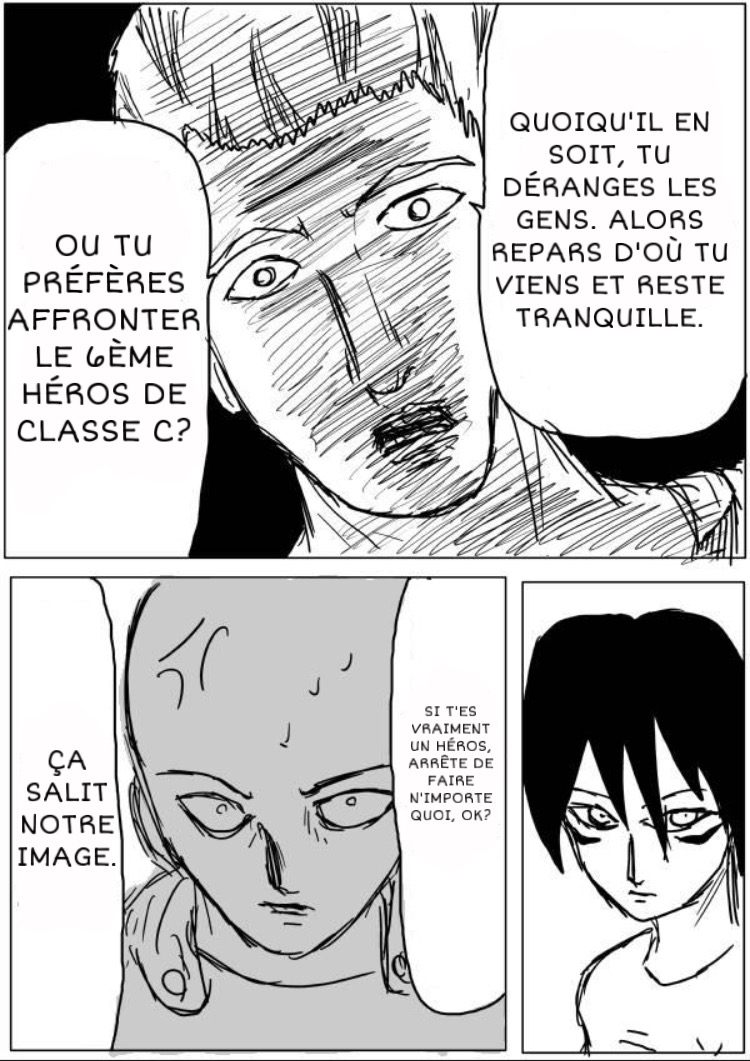 QUOIQU'IL EN
SOIT, TU
DÉRANGES LES
GENS. ALORS
REPARS D'OÙ TU
VIENS ET RESTE
TRANQUILLE.
OU TU
PRÉFÈRES
AFFRONTER
LE 6ÈME
HÉROS DE
CLASSE C?
SI T'ES
VRAIMENT
UN HÉROS,
ARRÊTE DE
FAIRE
N'IMPORTE
QUOI, OK?
ÇA
SALIT
NOTRE
IMAGE.